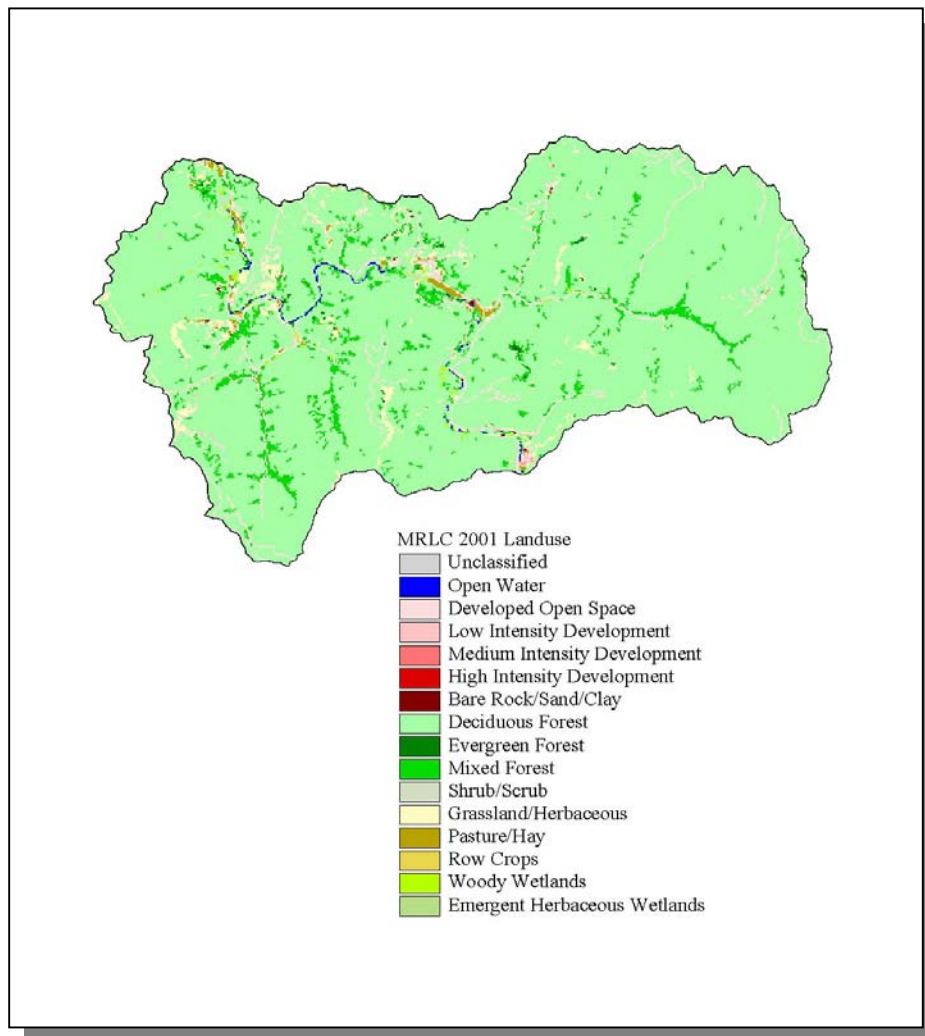 MRLC 2001 Landuse
Unclassified
Open Water
Developed Open Space
Low Intensity Development
Medium Intensity Development
High Intensity Development
Bare Rock/Sand/Clay
Deciduous Forest
Evergreen Forest
Mixed Forest
Shrub/Scrub
Grassland/Herbaceous
Pasture/Hay
Row Crops
Woody Wetlands
Emergent Herbaceous Wetlands